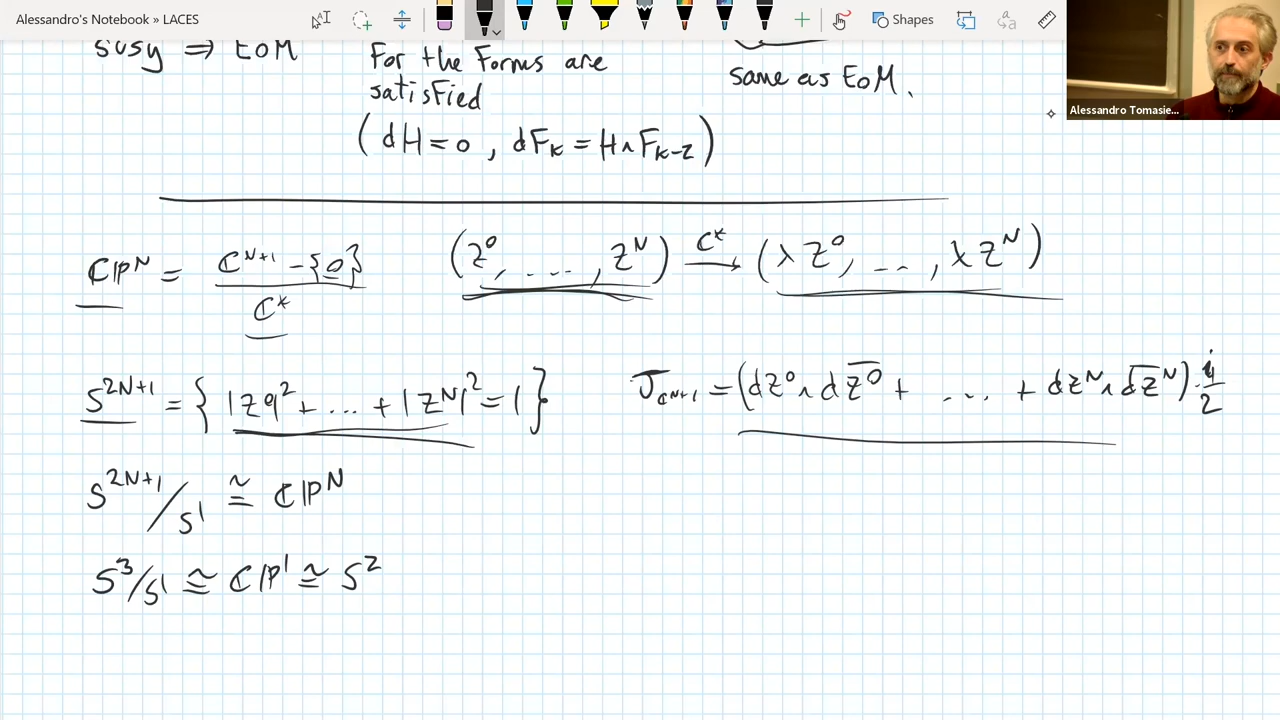 Alessandro's Notebook » LACES
Shapes
Alessandro Tomasie...
susy ⇒ EoM
For the Forms are
satisfied
same as EoM.
(dH=0, dF_K = H∧F_{K-2})
CP^N = (C^{N+1} - {0}) / C^*
(z^0, ...., z^N) →^{C^*} (λz^0, ..., λz^N)
S^{2N+1} = {|z^0|^2 + ... + |z^N|^2 = 1}
J_{C^{N+1}} = (dz^0 ∧ d\overline{z^0} + ... + dz^N ∧ d\overline{z}^N) · i/2
S^{2N+1}/S^1 ≅ CP^N
S^3/S^1 ≅ CP^1 ≅ S^2